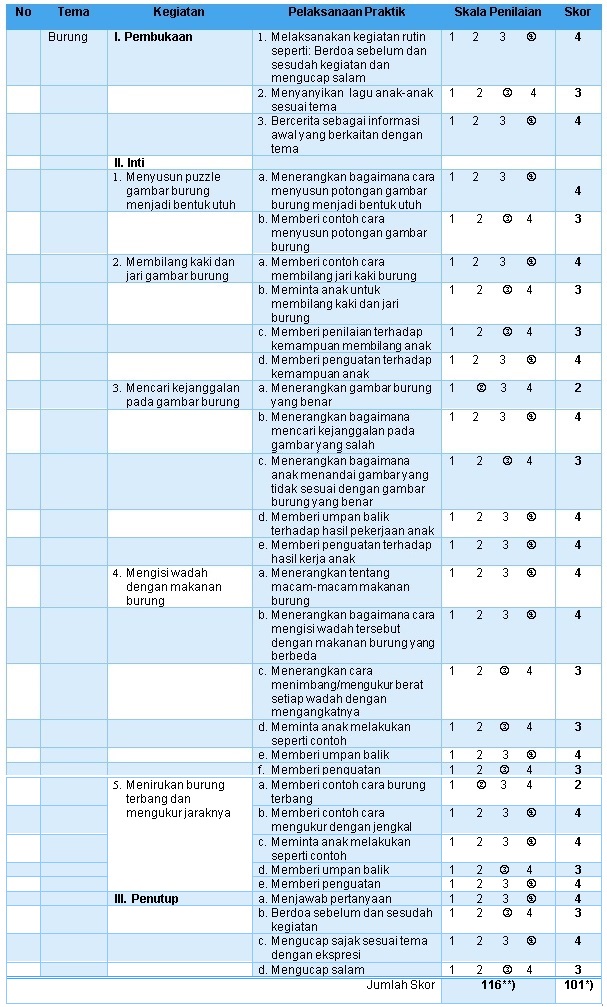 No Tema Kegiatan Pelaksanaan Praktik Skala Penilaian Skor
Burung I. Pembukaan 1. Melaksanakan kegiatan rutin 1 2 3 ④ 4
seperti: Berdoa sebelum dan
sesudah kegiatan dan
mengucap salam
2. Menyanyikan lagu anak-anak 1 2 ③ 4 3
sesuai tema
3. Bercerita sebagai informasi 1 2 3 ④ 4
awal yang berkaitan dengan
tema
II. Inti
1. Menyusun puzzle a. Menerangkan bagaimana cara 1 2 3 ④
gambar burung menyusun potongan gambar 4
menjadi bentuk utuh burung menjadi bentuk utuh
b. Memberi contoh cara 1 2 ③ 4 3
menyusun potongan gambar
burung
2. Membilang kaki dan a. Memberi contoh cara 1 2 3 ④ 4
jari gambar burung membilang jari kaki burung
b. Meminta anak untuk 1 2 ③ 4 3
membilang kaki dan jari
burung
c. Memberi penilaian terhadap 1 2 ③ 4 3
kemampuan membilang anak
d. Memberi penguatan terhadap 1 2 3 ④ 4
kemampuan anak
3. Mencari kejanggalan a. Menerangkan gambar burung 1 ② 3 4 2
pada gambar burung yang benar
b. Menerangkan bagaimana 1 2 3 ④ 4
mencari kejanggalan pada
gambar yang salah
c. Menerangkan bagaimana 1 2 ③ 4 3
anak menandai gambar yang
tidak sesuai dengan gambar
burung yang benar
d. Memberi umpan balik 1 2 3 ④ 4
terhadap hasil pekerjaan anak
e. Memberi penguatan terhadap 1 2 3 ④ 4
hasil kerja anak
4. Mengisi wadah a. Menerangkan tentang 1 2 3 ④ 4
dengan makanan macam-macam makanan
burung burung
b. Menerangkan bagaimana cara 1 2 3 ④ 4
mengisi wadah tersebut
dengan makanan burung yang
berbeda
c. Menerangkan cara 1 2 ③ 4 3
menimbang/mengukur berat
setiap wadah dengan
mengangkatnya
d. Meminta anak melakukan 1 2 ③ 4 3
seperti contoh
e. Memberi umpan balik 1 2 3 ④ 4
f. Memberi penguatan 1 2 ③ 4 3
5. Menirukan burung a. Memberi contoh cara burung 1 ② 3 4 2
terbang dan terbang
mengukur jaraknya b. Memberi contoh cara 1 2 3 ④ 4
mengukur dengan jengkal
c. Meminta anak melakukan 1 2 3 ④ 4
seperti contoh
d. Memberi umpan balik 1 2 ③ 4 3
e. Memberi penguatan 1 2 3 ④ 4
III. Penutup a. Menjawab pertanyaan 1 2 3 ④ 4
b. Berdoa sebelum dan sesudah 1 2 ③ 4 3
kegiatan
c. Mengucap sajak sesuai tema 1 2 3 ④ 4
dengan ekspresi
d. Mengucap salam 1 2 ③ 4 3
Jumlah Skor 116**) 101*)